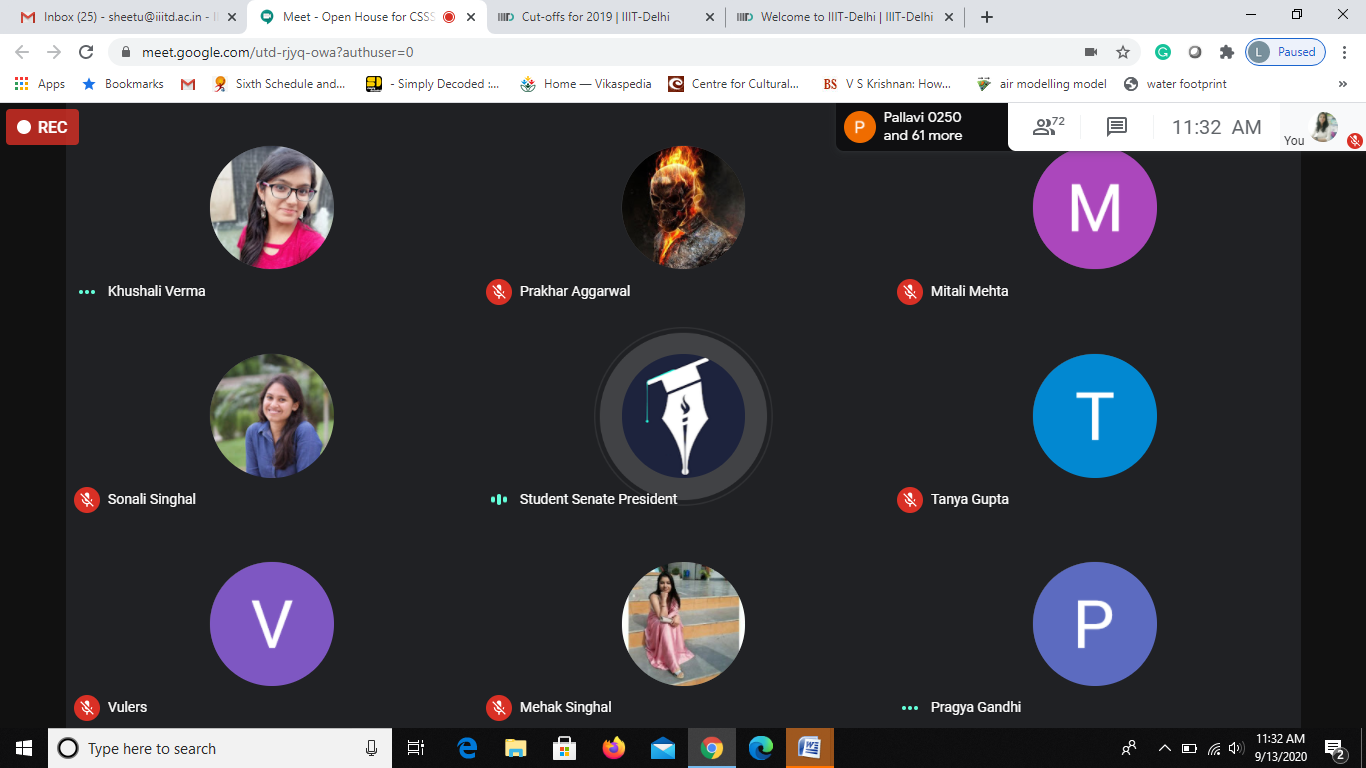 Inbox (25) - sheetu@iiitd.ac.in - II
Meet - Open House for CSSS
Cut-offs for 2019 | IIIT-Delhi
Welcome to IIIT-Delhi | IIIT-Delhi
meet.google.com/utd-rjyq-owa?authuser=0
L Paused
Apps
Bookmarks
Sixth Schedule and...
- Simply Decoded :...
Home — Vikaspedia
Centre for Cultural...
BS V S Krishnan: How...
air modelling model
water footprint
»
REC
P
Pallavi 0250
and 61 more
72
11:32 AM
You
M
Khushali Verma
Prakhar Aggarwal
Mitali Mehta
T
Sonali Singhal
Student Senate President
Tanya Gupta
V
P
Vulers
Mehak Singhal
Pragya Gandhi
Type here to search
11:32 AM
9/13/2020
2